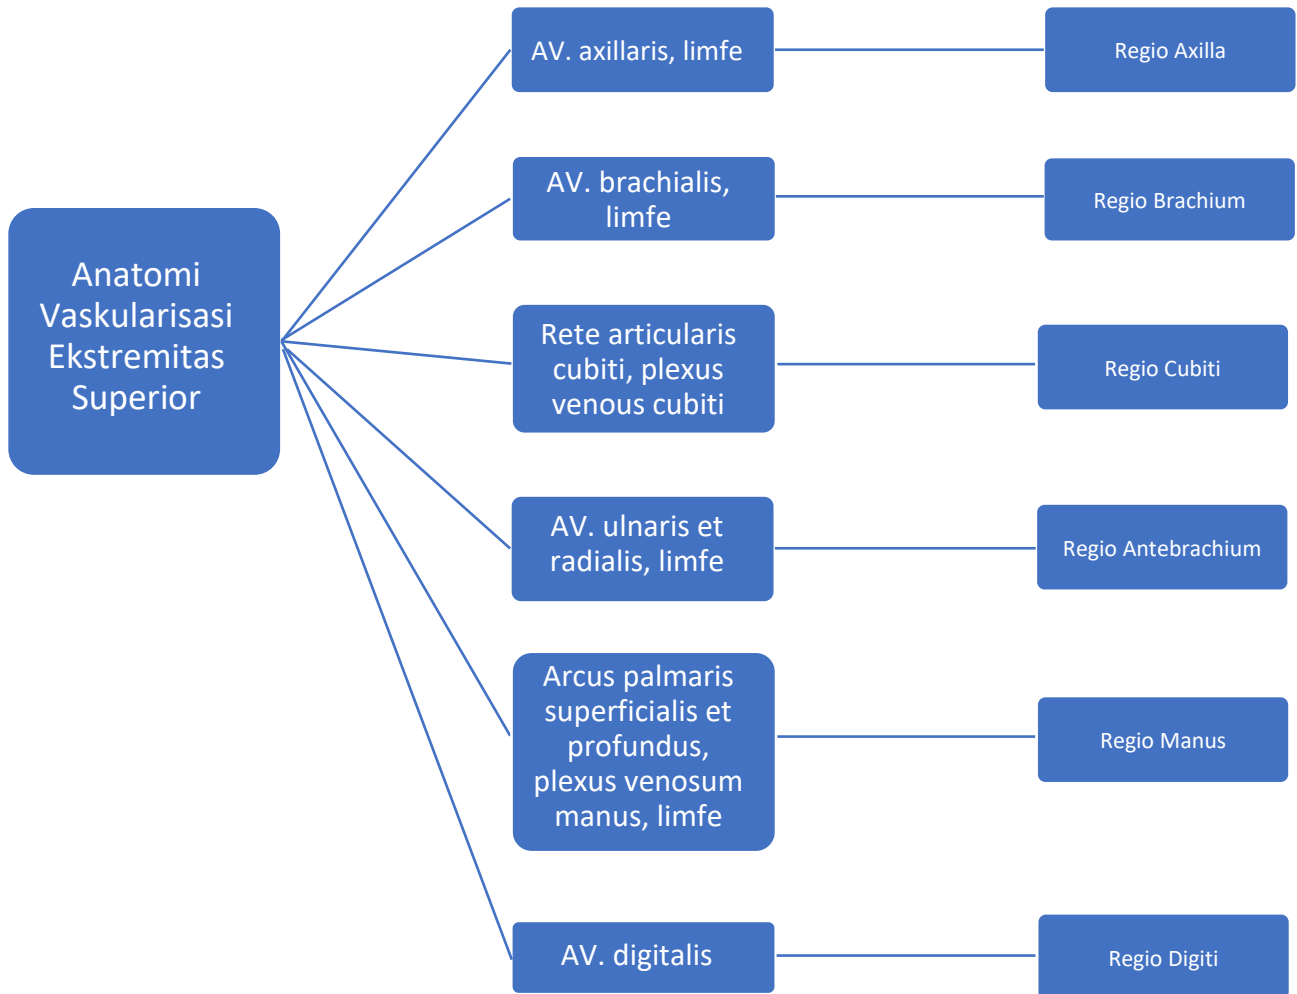 Anatomi
Vaskularisasi
Ekstremitas
Superior
AV. axillaris, limfe
Regio Axilla
AV. brachialis,
limfe
Regio Brachium
Rete articularis
cubiti, plexus
venous cubiti
Regio Cubiti
AV. ulnaris et
radialis, limfe
Regio Antebrachium
Arcus palmaris
superficialis et
profundus,
plexus venosum
manus, limfe
Regio Manus
AV. digitalis
Regio Digiti